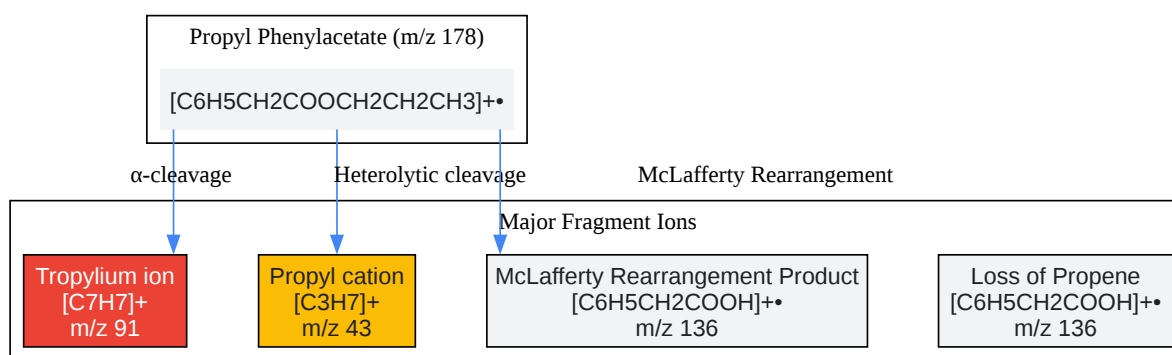 Propyl Phenylacetate (m/z 178)
[C6H5CH2COOCH2CH2CH3]+•
α-cleavage
Heterolytic cleavage
McLafferty Rearrangement
Major Fragment Ions
Tropylium ion
[C7H7]+
m/z 91
Propyl cation
[C3H7]+
m/z 43
McLafferty Rearrangement Product
[C6H5CH2COOH]+•
m/z 136
Loss of Propene
[C6H5CH2COOH]+•
m/z 136